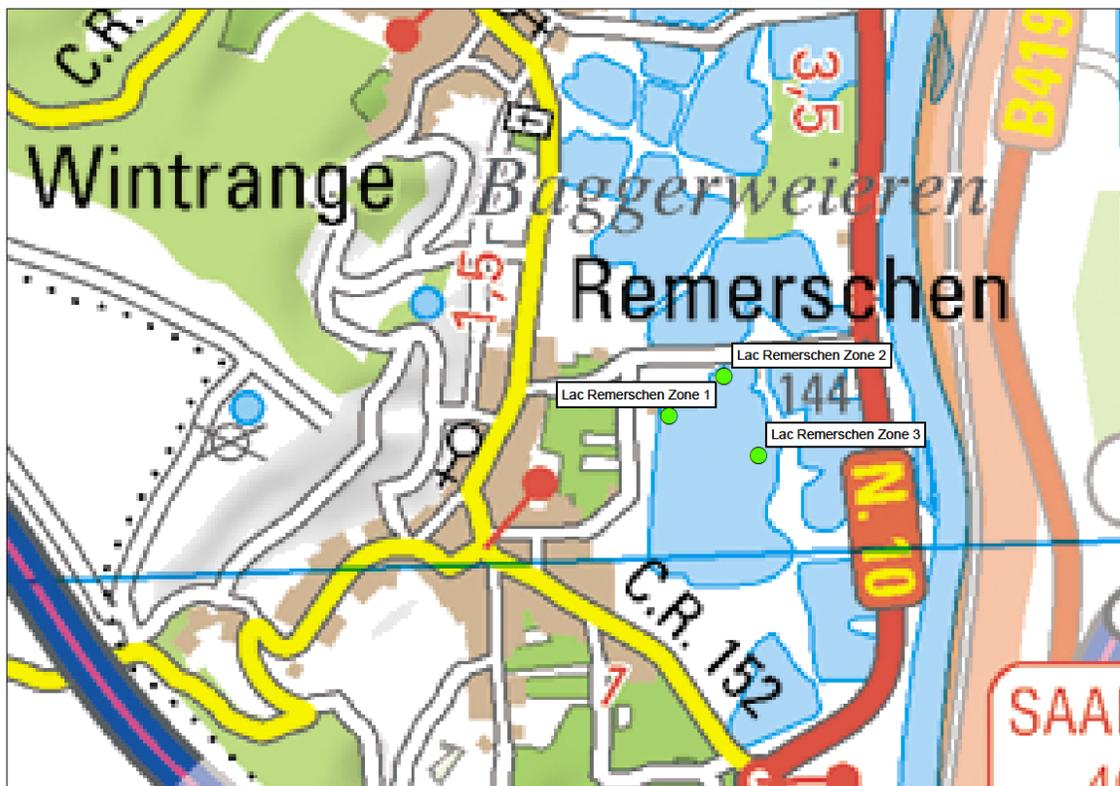 C.R.
3,5
B419
Wintrange
Baggerweieren
1,5
Remerschen
Lac Remerschen Zone 2
Lac Remerschen Zone 1
144
Lac Remerschen Zone 3
N. 10
C.R. 152
7
SAA